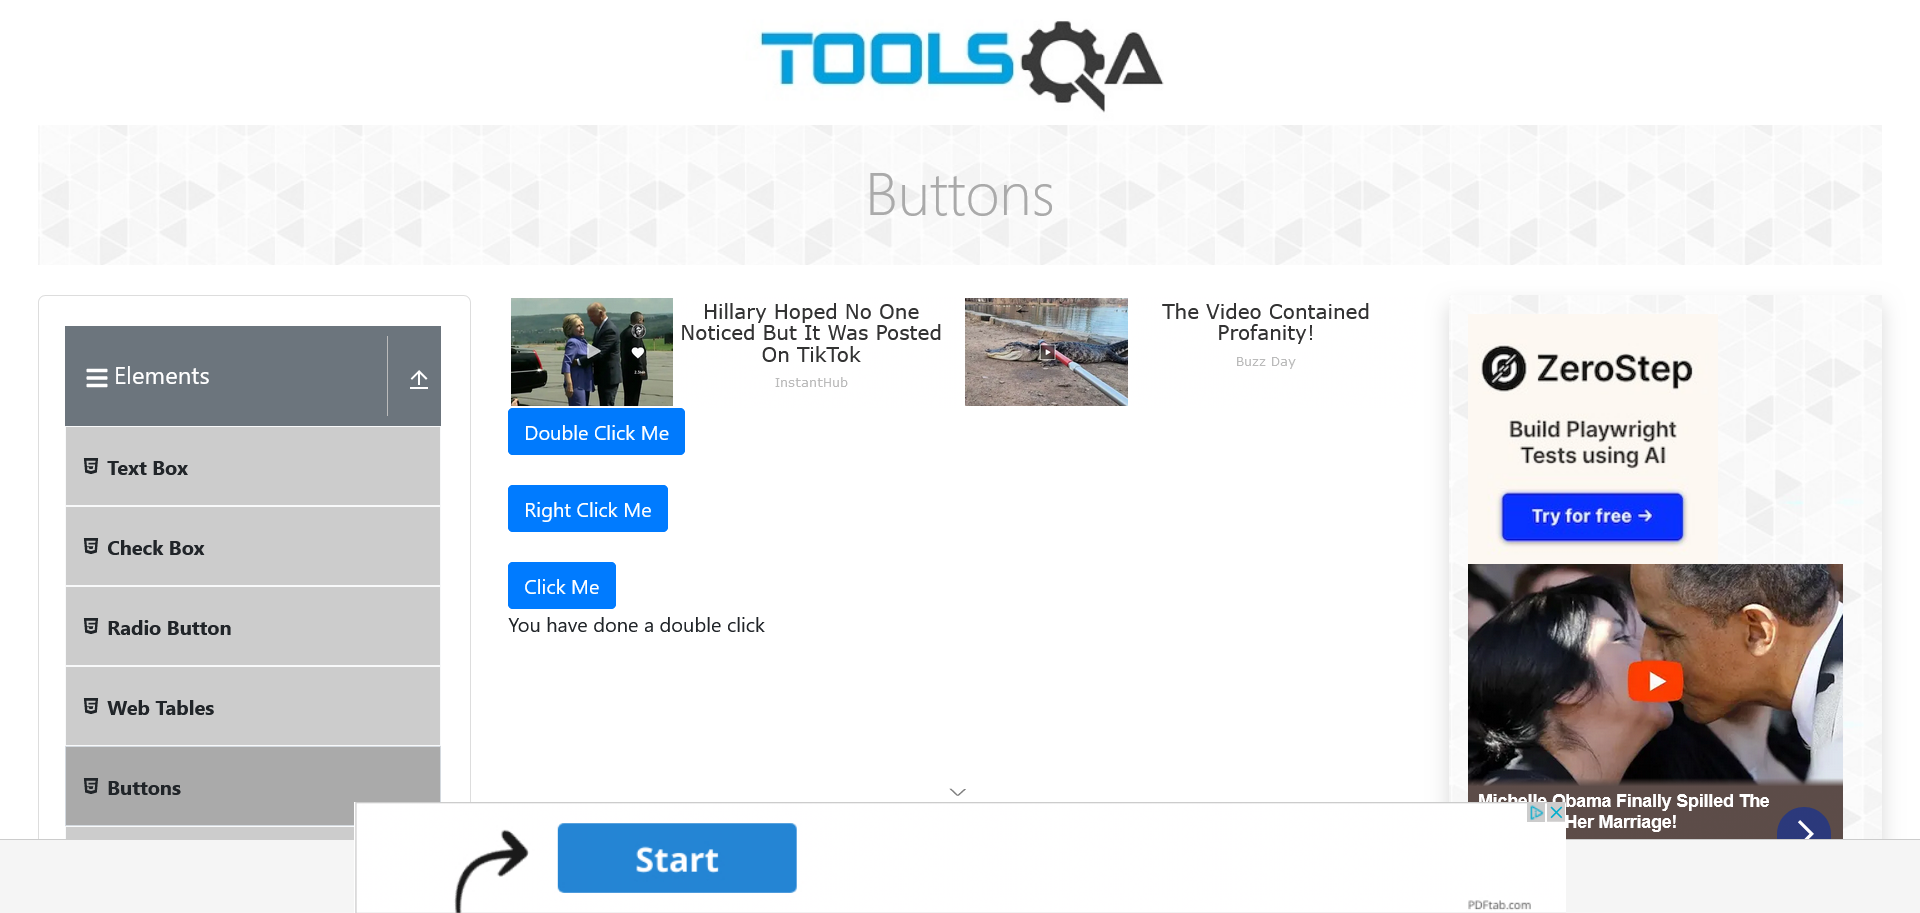 TOOLSQA
Buttons
Elements
Text Box
Check Box
Radio Button
Web Tables
Buttons
Hillary Hoped No One
Noticed But It Was Posted
On TikTok
InstantHub
The Video Contained
Profanity!
Buzz Day
Double Click Me
Right Click Me
Click Me
You have done a double click
ZeroStep
Build Playwright
Tests using AI
Try for free →
Michelle Obama Finally Spilled The
Her Marriage!
Start
PDFtab.com